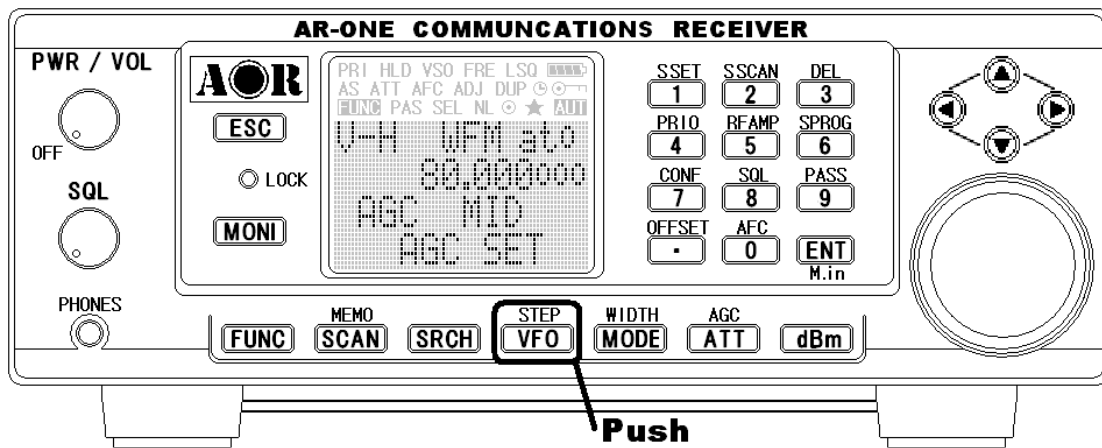 AR-ONE COMMUNCATIONS RECEIVER
PWR / VOL
OFF
SQL
PHONES
AOR
ESC
LOCK
MONI
PRI HLD VSO FRE LSQ
AS ATT AFC ADJ DUP
FUNC PAS SEL NL AUT
V-H WFM ato
80.000000
AGC MID
AGC SET
SSET SSCAN DEL
1 2 3
PRIO RFAMP SPROG
4 5 6
CONF SQL PASS
7 8 9
OFFSET AFC
. 0 ENT
M.in
MEMO STEP WIDTH AGC
FUNC SCAN SRCH VFO MODE ATT dBm
Push